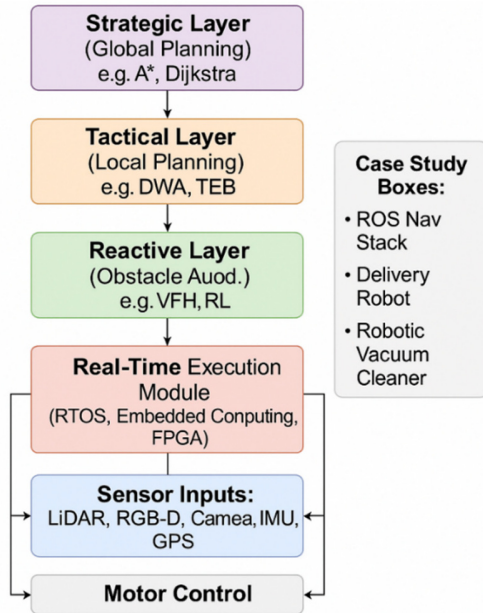 Strategic Layer
(Global Planning)
e.g. A*, Dijkstra
Tactical Layer
(Local Planning)
e.g. DWA, TEB
Reactive Layer
(Obstacle Auod.)
e.g. VFH, RL
Real-Time Execution
Module
(RTOS, Embedded Computing,
FPGA)
Sensor Inputs:
LiDAR, RGB-D, Camea, IMU,
GPS
Motor Control
Case Study
Boxes:
• ROS Nav
Stack
• Delivery
Robot
• Robotic
Vacuum
Cleaner